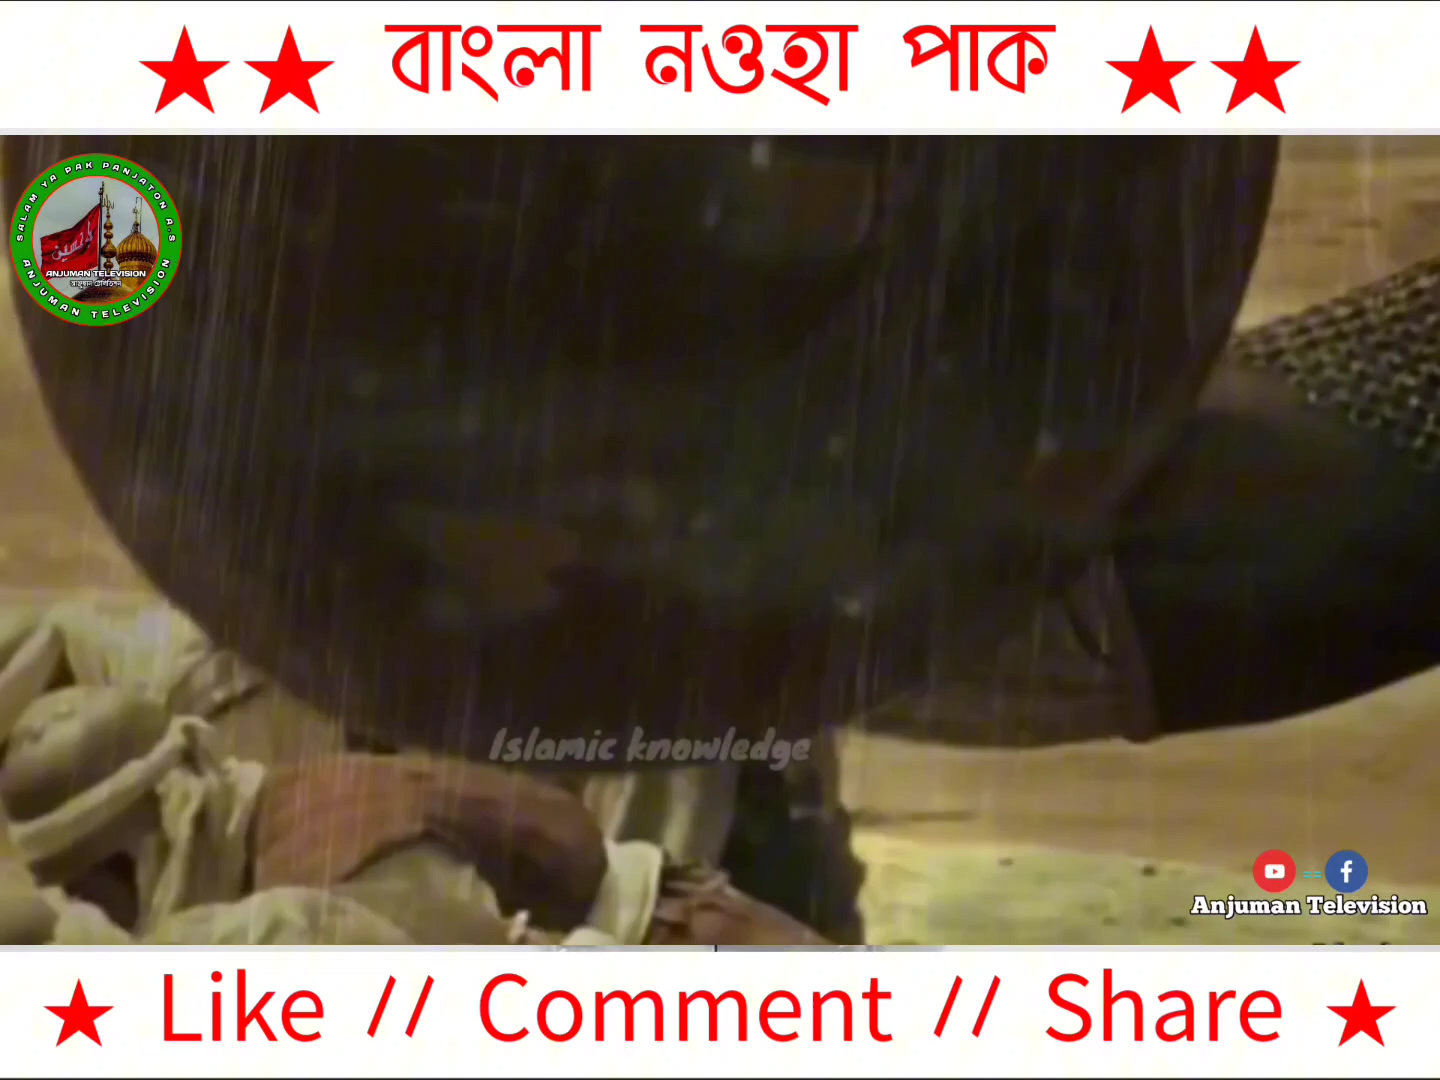 ★★ বাংলা নওহা পাক ★★
SALAM YA PAK PANJATON A.S
ANJUMAN TELEVISION
ANJUMAN TELEVISION
Islamic knowledge
==
Anjuman Television
★ Like // Comment // Share ★